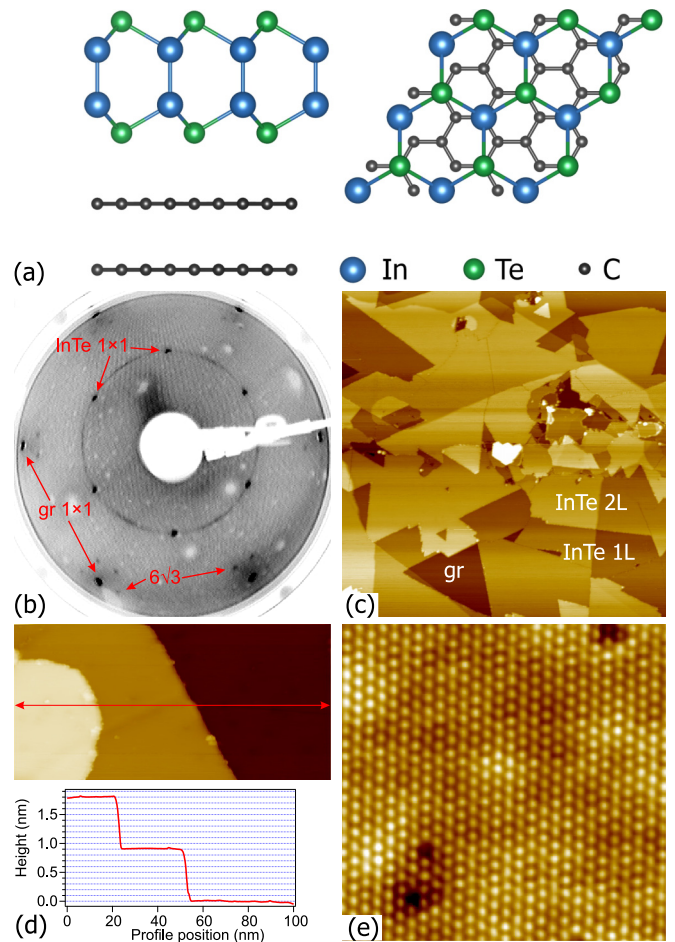 (a)
In Te C
InTe 1×1
gr 1×1
6√3
(b)
InTe 2L
InTe 1L
gr
(c)
Height (nm)
1.5
1.0
0.5
0.0
0 20 40 60 80 100
Profile position (nm)
(d)
(e)